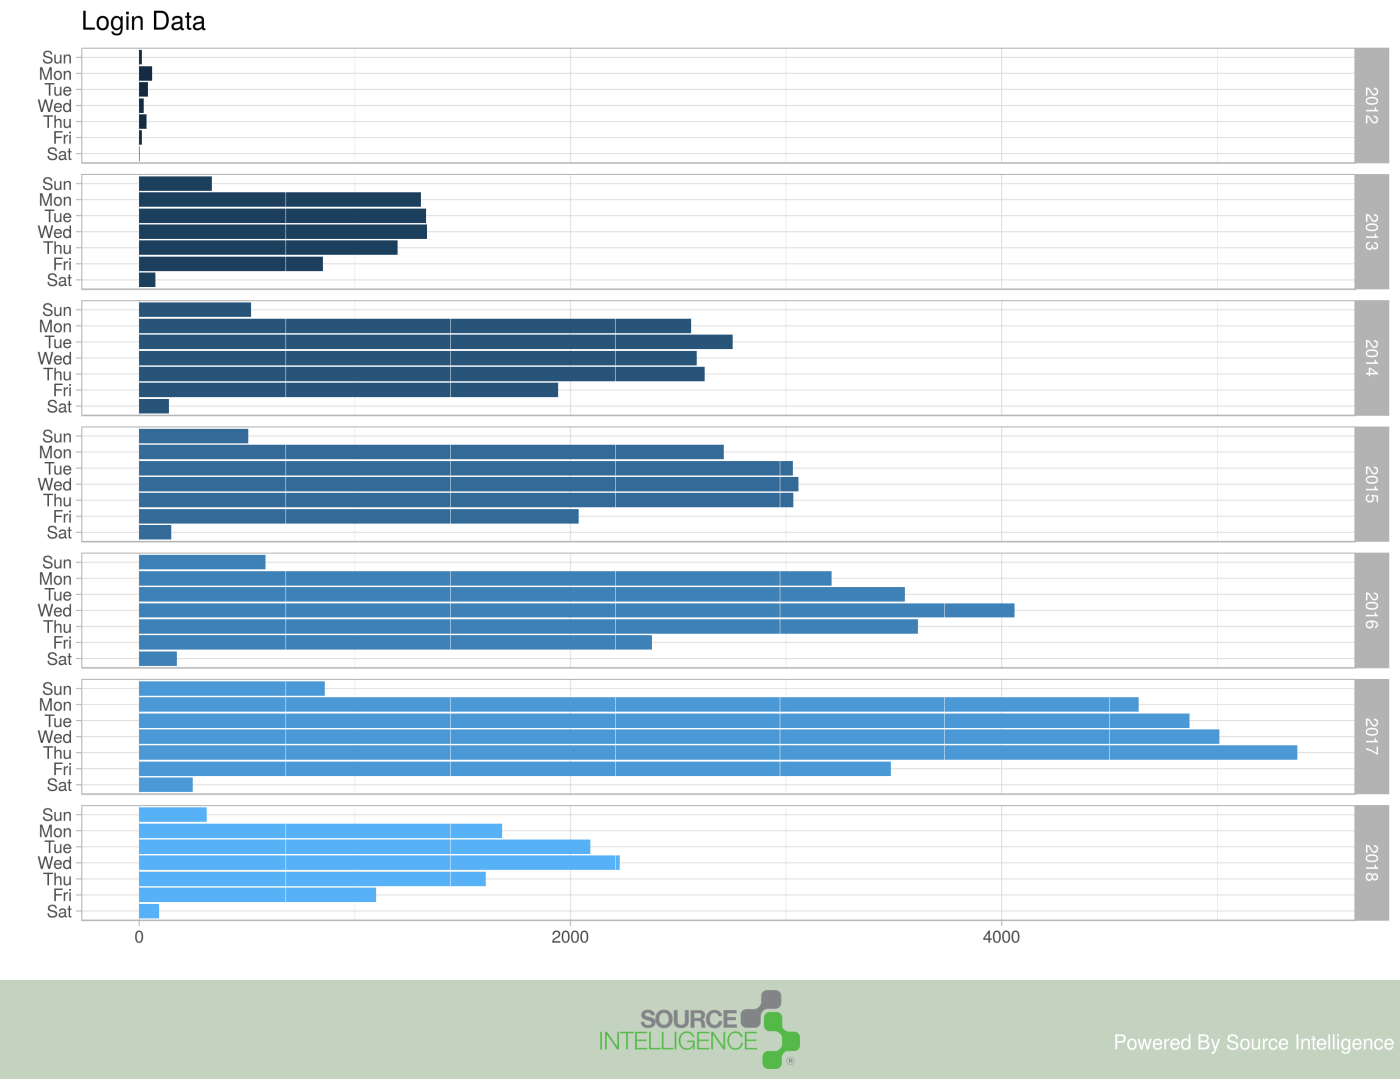 Login Data
Sun
Mon
Tue
Wed
Thu
Fri
Sat
2012
Sun
Mon
Tue
Wed
Thu
Fri
Sat
2013
Sun
Mon
Tue
Wed
Thu
Fri
Sat
2014
Sun
Mon
Tue
Wed
Thu
Fri
Sat
2015
Sun
Mon
Tue
Wed
Thu
Fri
Sat
2016
Sun
Mon
Tue
Wed
Thu
Fri
Sat
2017
Sun
Mon
Tue
Wed
Thu
Fri
Sat
2018
0 2000 4000
SOURCE
INTELLIGENCE
®
Powered By Source Intelligence